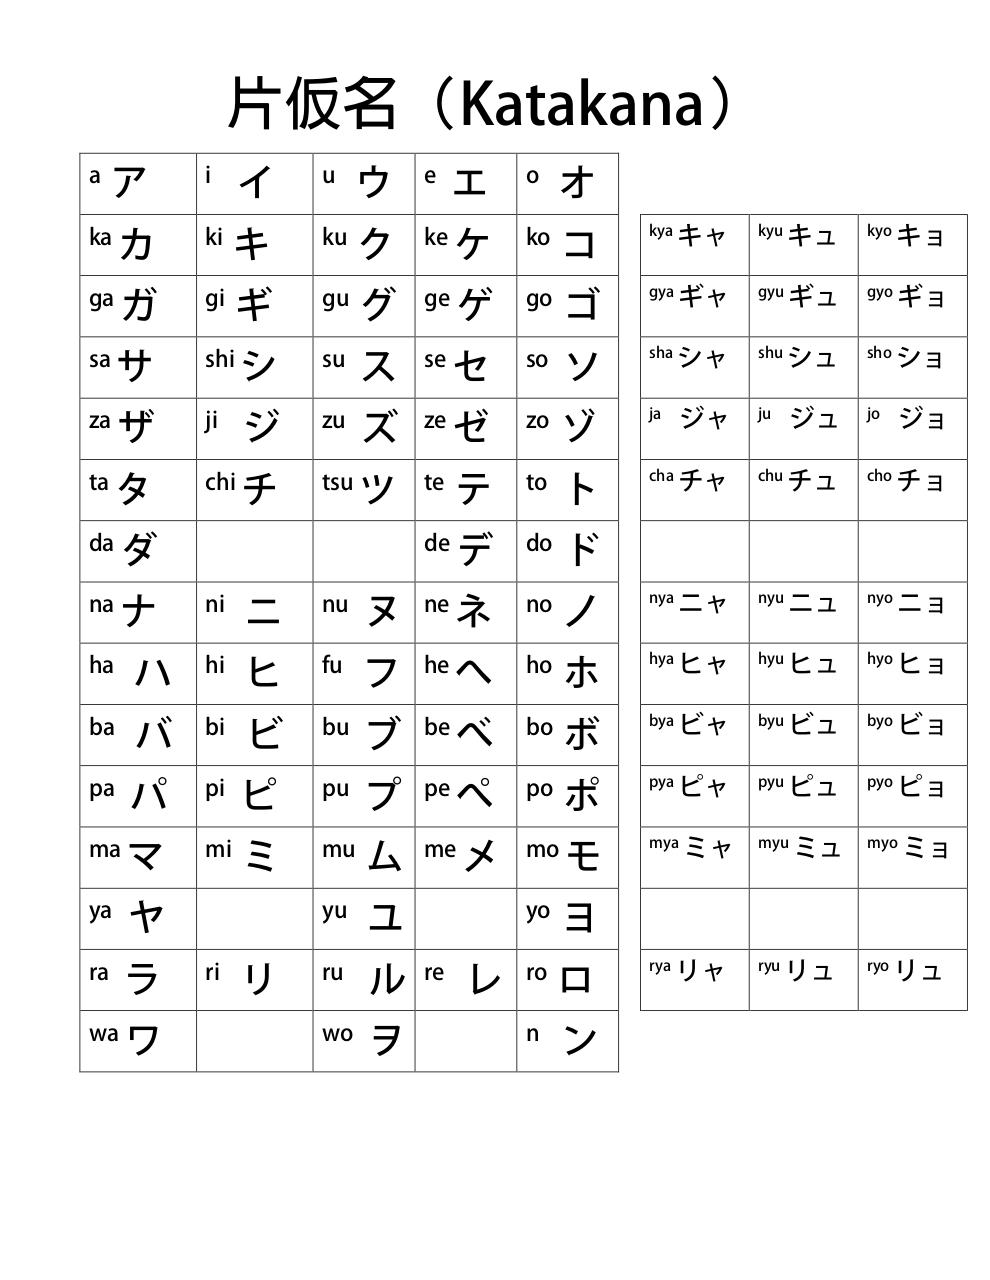 片仮名（Katakana）
a ア i イ u ウ e エ o オ
ka カ ki キ ku ク ke ケ ko コ kya キャ kyu キュ kyo キョ
ga ガ gi ギ gu グ ge ゲ go ゴ gya ギャ gyu ギュ gyo ギョ
sa サ shi シ su ス se セ so ソ sha シャ shu シュ sho ショ
za ザ ji ジ zu ズ ze ゼ zo ゾ ja ジャ ju ジュ jo ジョ
ta タ chi チ tsu ツ te テ to ト cha チャ chu チュ cho チョ
da ダ de デ do ド
na ナ ni ニ nu ヌ ne ネ no ノ nya ニャ nyu ニュ nyo ニョ
ha ハ hi ヒ fu フ he ヘ ho ホ hya ヒャ hyu ヒュ hyo ヒョ
ba バ bi ビ bu ブ be ベ bo ボ bya ビャ byu ビュ byo ビョ
pa パ pi ピ pu プ pe ペ po ポ pya ピャ pyu ピュ pyo ピョ
ma マ mi ミ mu ム me メ mo モ mya ミャ myu ミュ myo ミョ
ya ヤ yu ユ yo ヨ
ra ラ ri リ ru ル re レ ro ロ rya リャ ryu リュ ryo リュ
wa ワ wo ヲ n ン